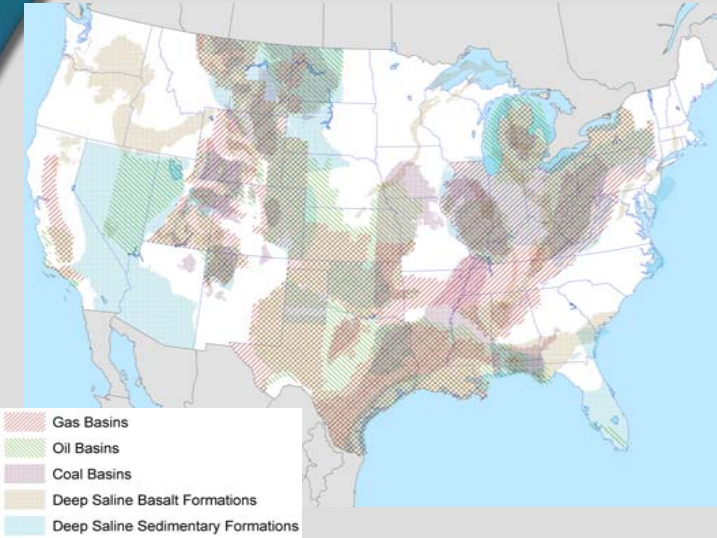 Gas Basins
Oil Basins
Coal Basins
Deep Saline Basalt Formations
Deep Saline Sedimentary Formations